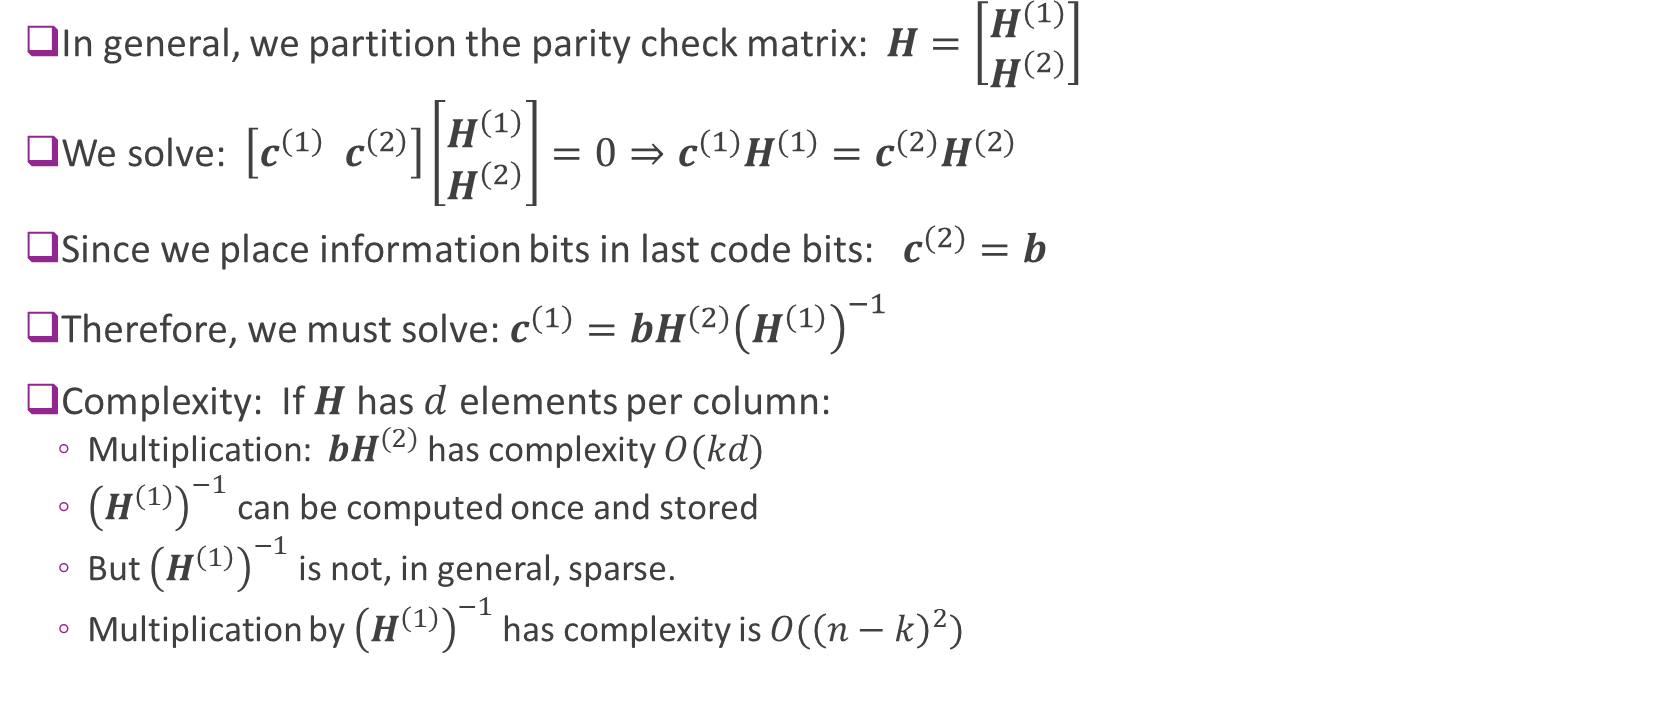 ❑In general, we partition the parity check matrix: H = [H^(1) H^(2)]
❑We solve: [c^(1) c^(2)] [H^(1) H^(2)] = 0 ⇒ c^(1)H^(1) = c^(2)H^(2)
❑Since we place information bits in last code bits: c^(2) = b
❑Therefore, we must solve: c^(1) = bH^(2)(H^(1))^−1
❑Complexity: If H has d elements per column:
◦ Multiplication: bH^(2) has complexity O(kd)
◦ (H^(1))^−1 can be computed once and stored
◦ But (H^(1))^−1 is not, in general, sparse.
◦ Multiplication by (H^(1))^−1 has complexity is O((n − k)^2)